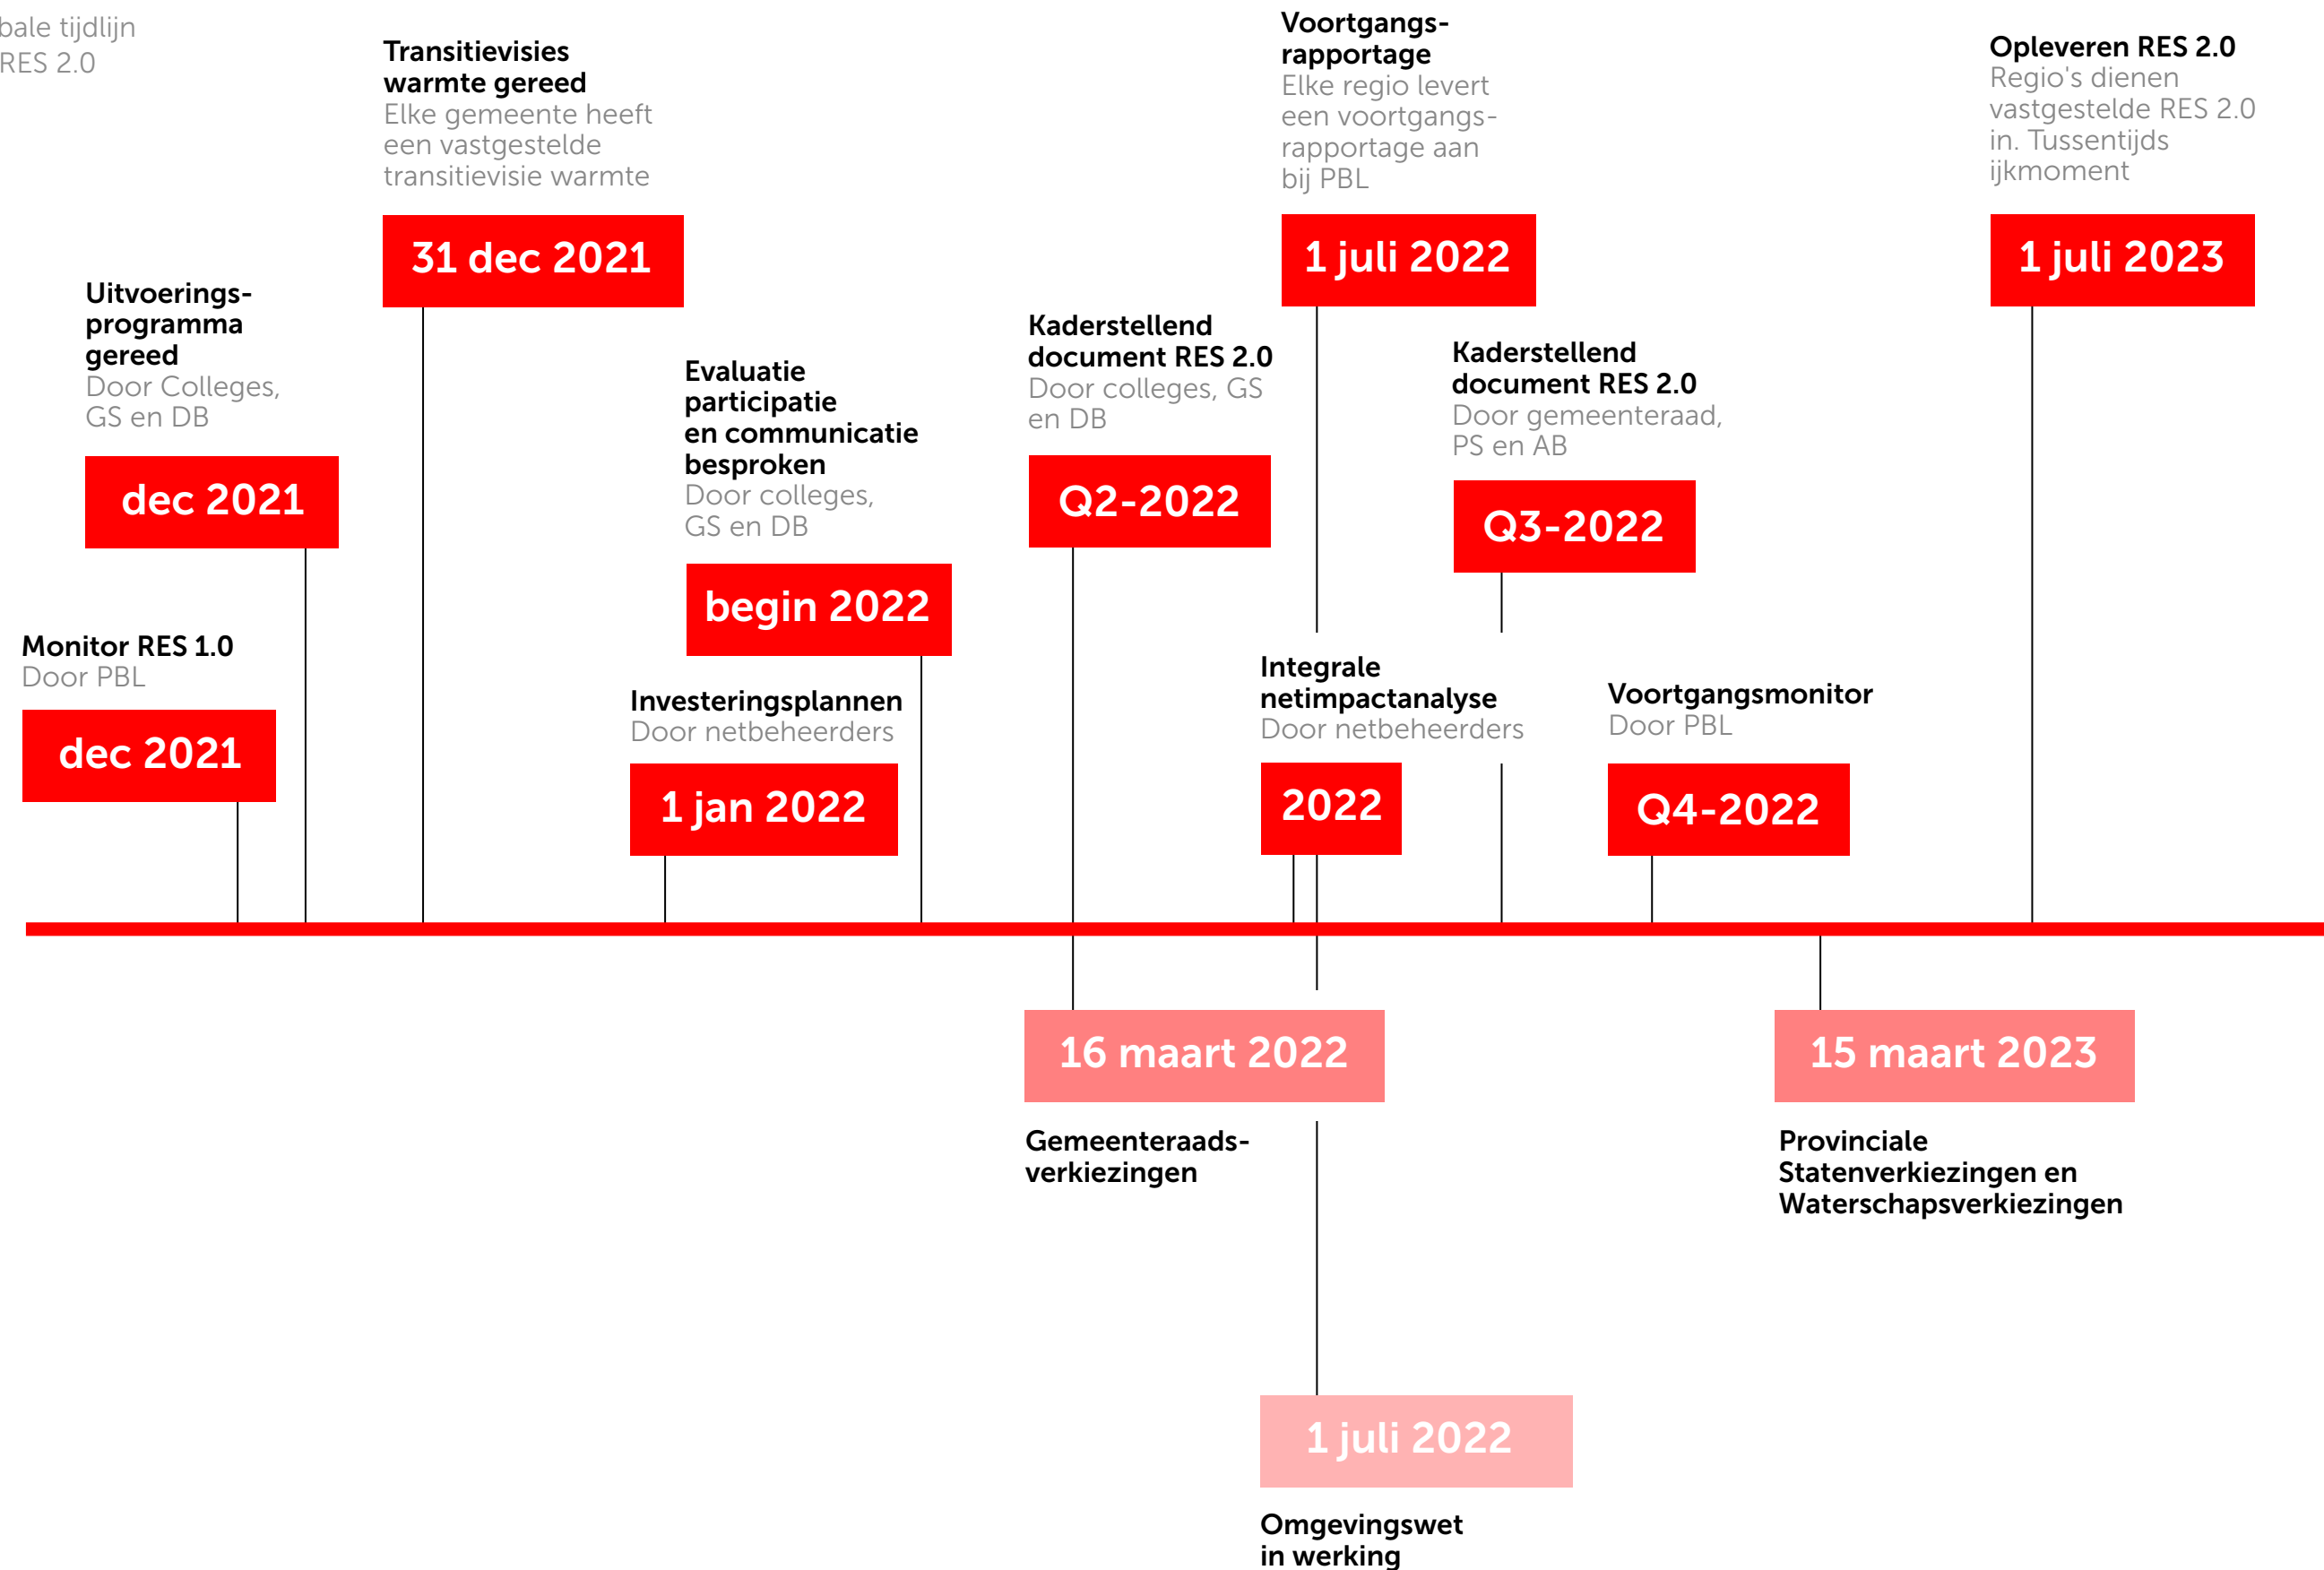 bale tijdlijn
RES 2.0
Monitor RES 1.0
Door PBL
dec 2021
Uitvoerings-
programma
gereed
Door Colleges,
GS en DB
dec 2021
Transitievisies
warmte gereed
Elke gemeente heeft
een vastgestelde
transitievisie warmte
31 dec 2021
Investeringsplannen
Door netbeheerders
1 jan 2022
Evaluatie
participatie
en communicatie
besproken
Door colleges,
GS en DB
begin 2022
Kaderstellend
document RES 2.0
Door colleges, GS
en DB
Q2-2022
Voortgangs-
rapportage
Elke regio levert
een voortgangs-
rapportage aan
bij PBL
1 juli 2022
Integrale
netimpactanalyse
Door netbeheerders
2022
Kaderstellend
document RES 2.0
Door gemeenteraad,
PS en AB
Q3-2022
Voortgangsmonitor
Door PBL
Q4-2022
Opleveren RES 2.0
Regio's dienen
vastgestelde RES 2.0
in. Tussentijds
ijkmoment
1 juli 2023
16 maart 2022
Gemeenteraads-
verkiezingen
15 maart 2023
Provinciale
Statenverkiezingen en
Waterschapsverkiezingen
1 juli 2022
Omgevingswet
in werking